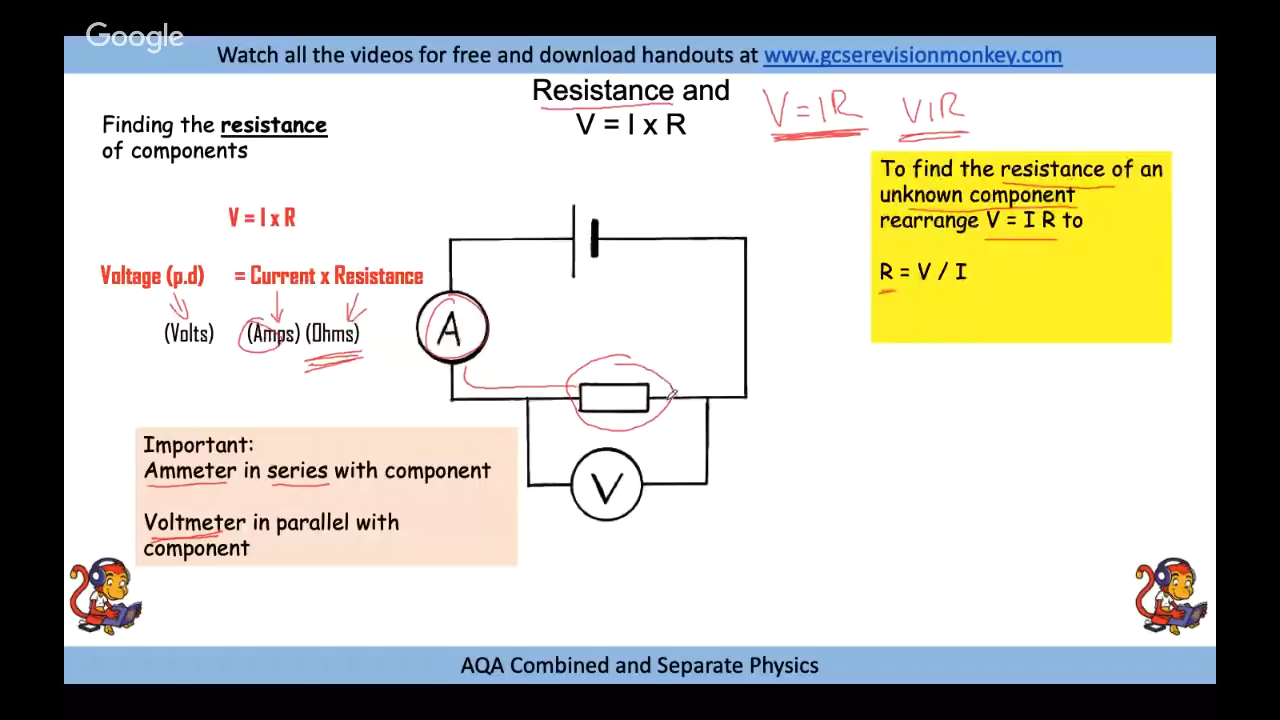 Google
Watch all the videos for free and download handouts at www.gcserevisionmonkey.com
Resistance and
V = I x R
V = IR VIR
Finding the resistance
of components
V = I x R
Voltage (p.d) = Current x Resistance
(Volts) (Amps) (Ohms)
To find the resistance of an
unknown component
rearrange V = I R to
R = V / I
A
V
Important:
Ammeter in series with component
Voltmeter in parallel with
component
AQA Combined and Separate Physics